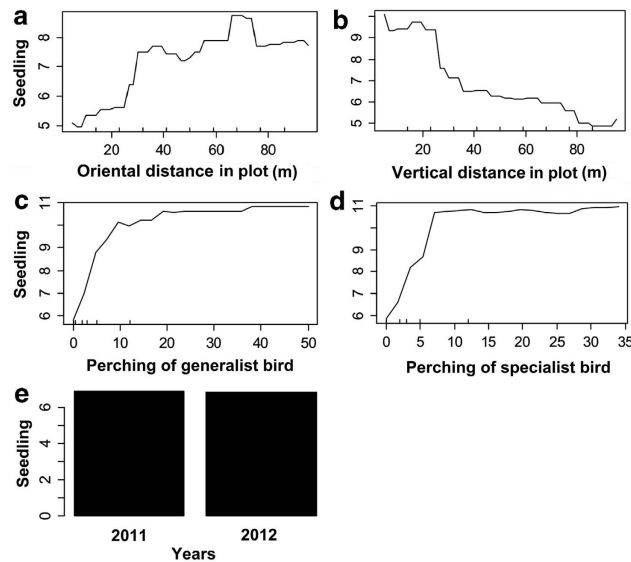 a
Seedling
8
7
6
5
20 40 60 80
Oriental distance in plot (m)
b
9
8
7
6
5
20 40 60 80
Vertical distance in plot (m)
c
Seedling
11
9
8
7
6
0 10 20 30 40 50
Perching of generalist bird
d
11
9
8
7
6
0 5 10 15 20 25 30 35
Perching of specialist bird
e
Seedling
6
4
2
0
2011 2012
Years